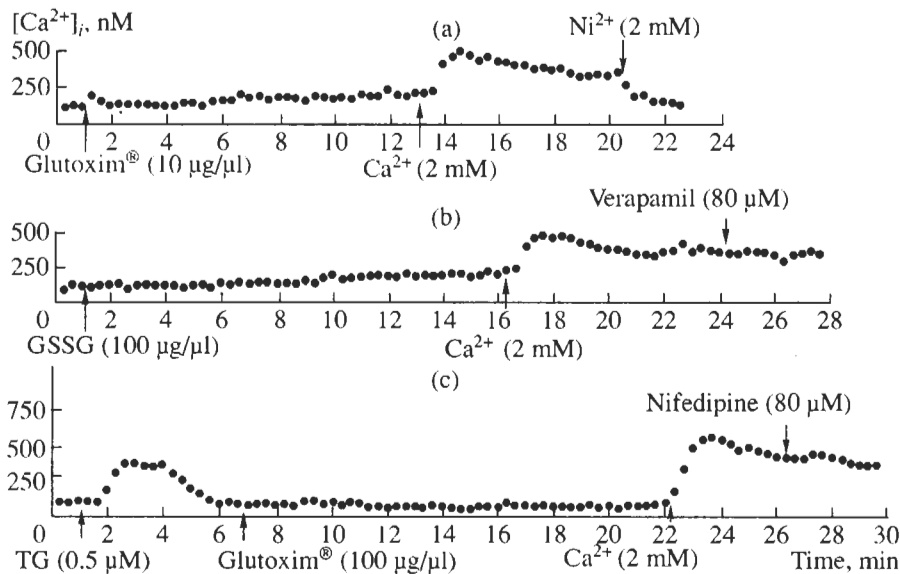 [Ca²⁺]ᵢ, nM
(a)
Ni²⁺ (2 mM)
500
250
0 2 4 6 8 10 12 14 16 18 20 22 24
Glutoxim® (10 µg/µl)
Ca²⁺ (2 mM)
(b)
Verapamil (80 µM)
500
250
0 2 4 6 8 10 12 14 16 18 20 22 24 26 28
GSSG (100 µg/µl)
Ca²⁺ (2 mM)
(c)
Nifedipine (80 µM)
750
500
250
0 2 4 6 8 10 12 14 16 18 20 22 24 26 28 30
TG (0.5 µM)
Glutoxim® (100 µg/µl)
Ca²⁺ (2 mM)
Time, min